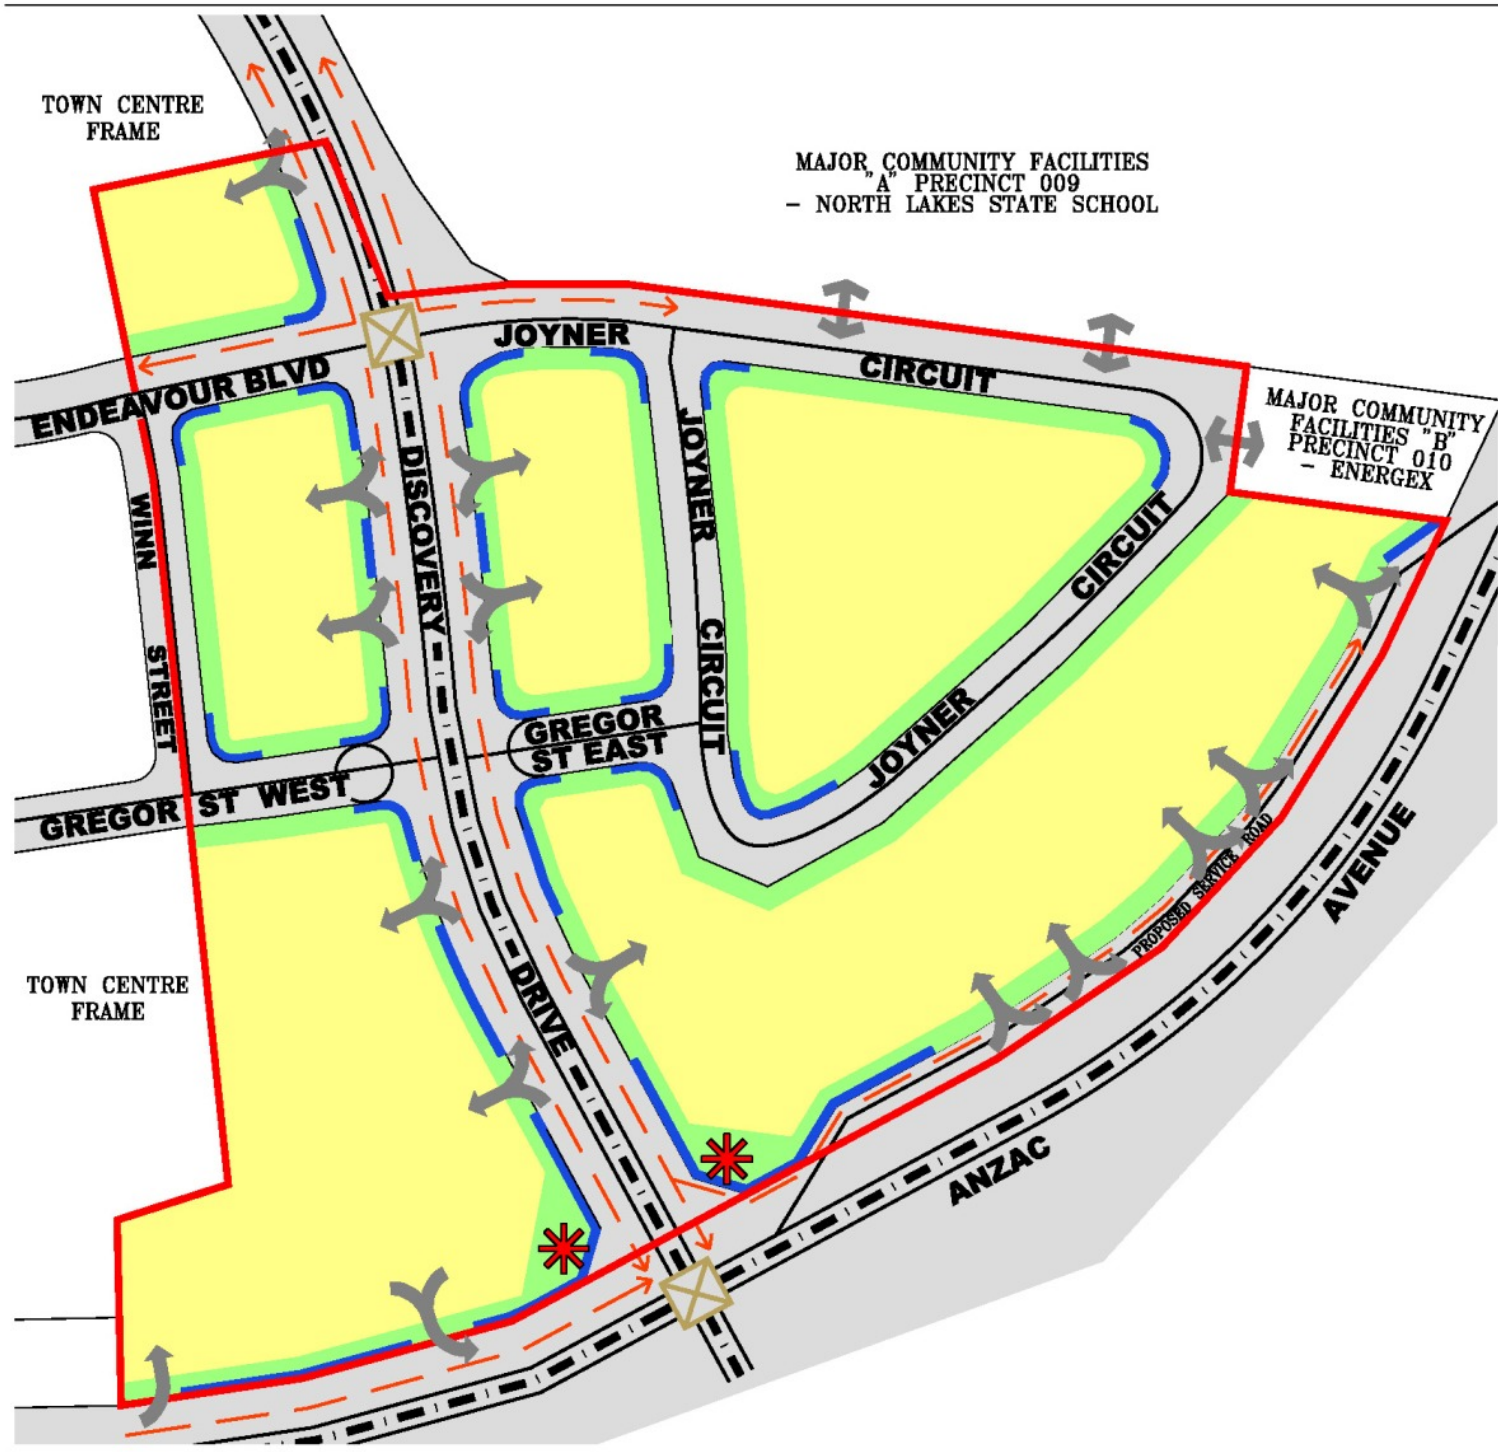 TOWN CENTRE
FRAME
MAJOR COMMUNITY FACILITIES
"A" PRECINCT 009
- NORTH LAKES STATE SCHOOL
JOYNER
CIRCUIT
ENDEAVOUR BLVD
MAJOR COMMUNITY
FACILITIES "B"
PRECINCT 010
- ENERGEX
JOYNER
CIRCUIT
DISCOVERY
DRIVE
WINN
STREET
CIRCUIT
JOYNER
GREGOR
ST EAST
GREGOR ST WEST
PROPOSED SERVICE ROAD
ANZAC
AVENUE
TOWN CENTRE
FRAME